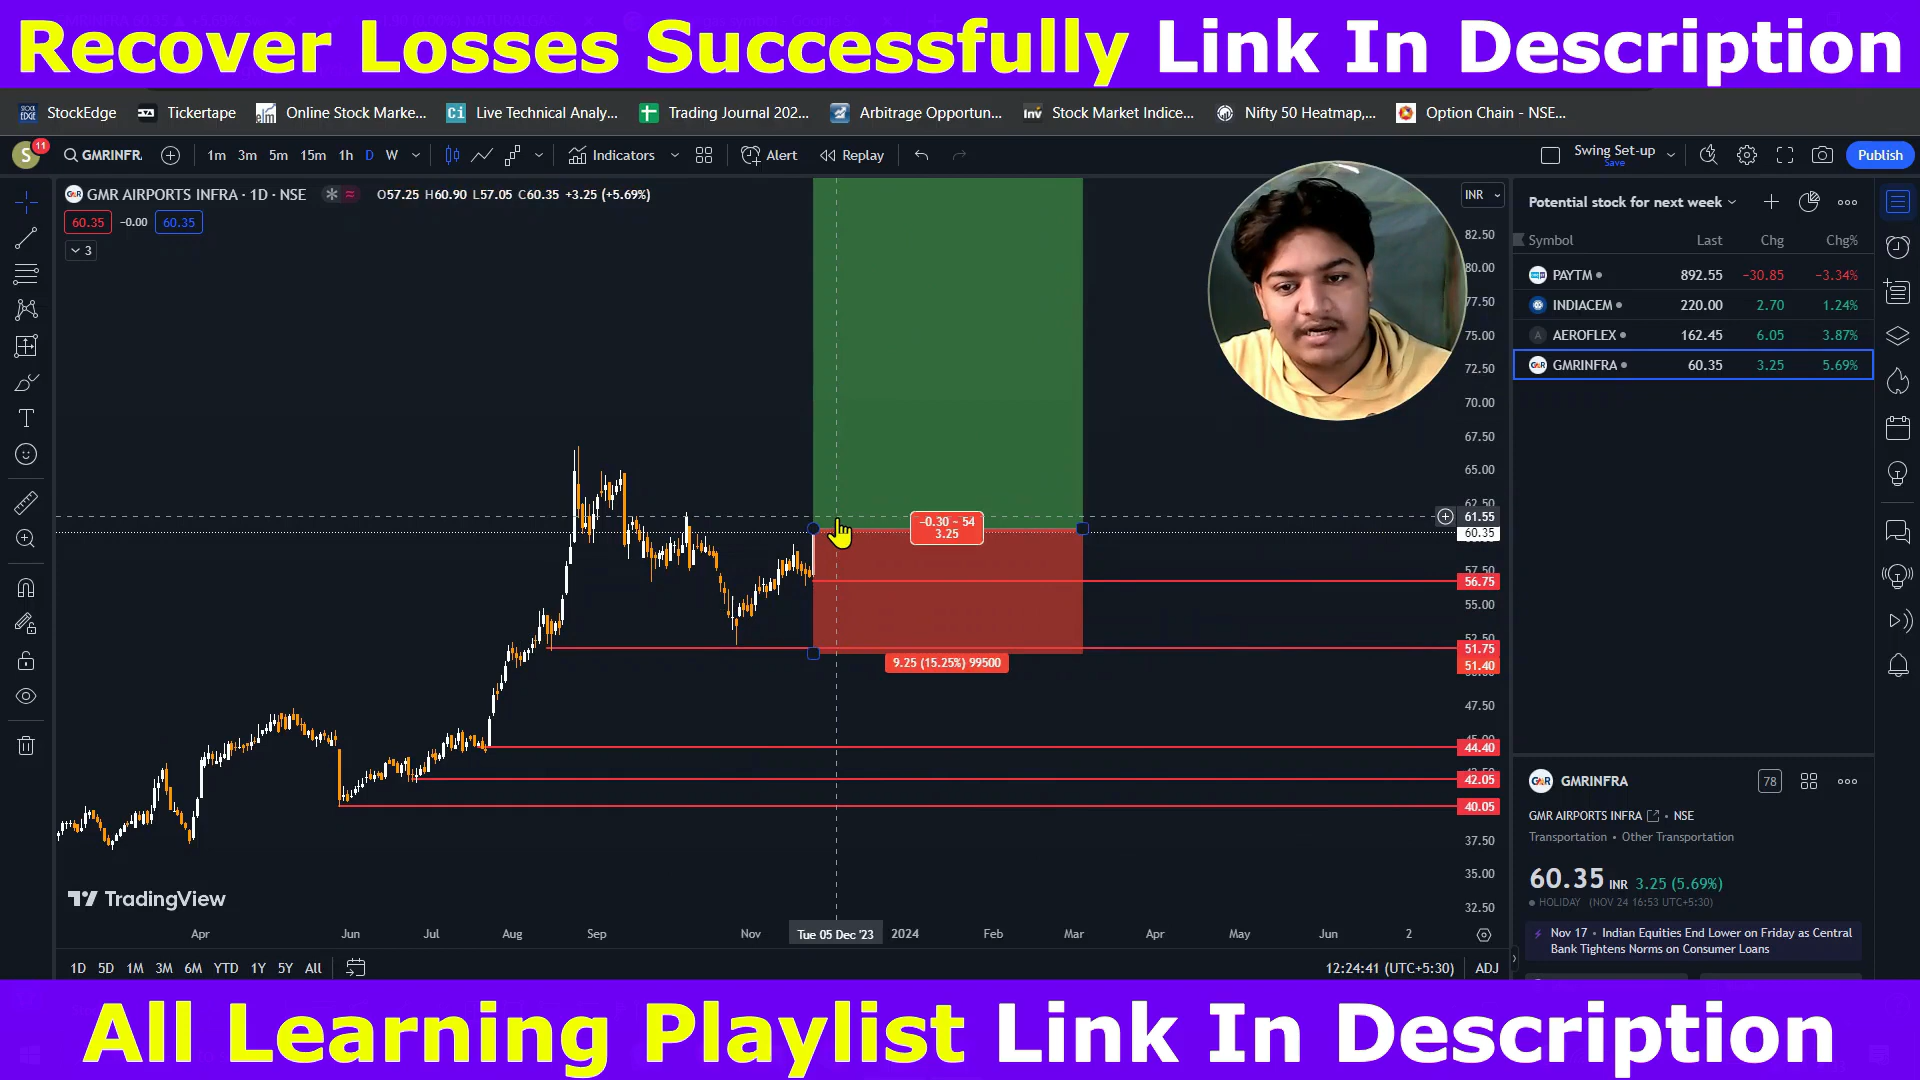 Recover Losses Successfully Link In Description
StockEdge Tickertape Online Stock Marke... Live Technical Analy... Trading Journal 202... Arbitrage Opportun... Stock Market Indice... Nifty 50 Heatmap,... Option Chain - NSE...
S 11 GMRINFR. 1m 3m 5m 15m 1h D W Indicators Alert Replay Swing Set-up Save Publish
GMR AIRPORTS INFRA · 1D · NSE O57.25 H60.90 L57.05 C60.35 +3.25 (+5.69%) INR
60.35 -0.00 60.35
3
82.50
80.00
77.50
75.00
72.50
70.00
67.50
65.00
62.50
61.55
60.35
57.50
56.75
55.00
52.50
51.75
51.40
47.50
44.40
42.05
40.05
37.50
35.00
32.50
−0.30 ~ 54
3.25
9.25 (15.25%) 99500
TradingView
Apr Jun Jul Aug Sep Nov Tue 05 Dec '23 2024 Feb Mar Apr May Jun 2
1D 5D 1M 3M 6M YTD 1Y 5Y All 12:24:41 (UTC+5:30) ADJ
Potential stock for next week
Symbol Last Chg Chg%
PAYTM 892.55 −30.85 −3.34%
INDIACEM 220.00 2.70 1.24%
AEROFLEX 162.45 6.05 3.87%
GMRINFRA 60.35 3.25 5.69%
GMRINFRA 78
GMR AIRPORTS INFRA • NSE
Transportation • Other Transportation
60.35 INR 3.25 (5.69%)
HOLIDAY (NOV 24 16:53 UTC+5:30)
Nov 17 • Indian Equities End Lower on Friday as Central
Bank Tightens Norms on Consumer Loans
All Learning Playlist Link In Description